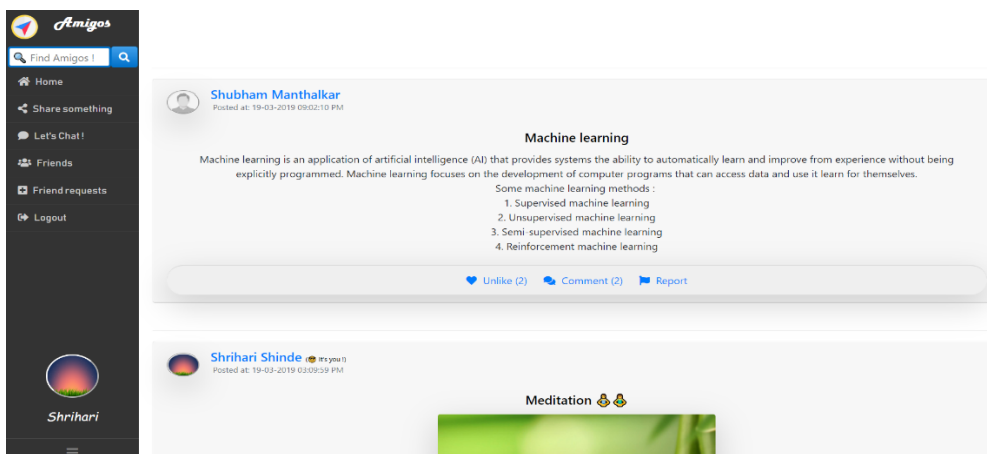 Amigos
Find Amigos !
Home
Share something
Let's Chat!
Friends
Friend requests
Logout
Shrihari
Shubham Manthalkar
Posted at: 19-03-2019 09:02:10 PM
Machine learning
Machine learning is an application of artificial intelligence (AI) that provides systems the ability to automatically learn and improve from experience without being
explicitly programmed. Machine learning focuses on the development of computer programs that can access data and use it learn for themselves.
Some machine learning methods :
1. Supervised machine learning
2. Unsupervised machine learning
3. Semi-supervised machine learning
4. Reinforcement machine learning
Unlike (2) Comment (2) Report
Shrihari Shinde (😎 It's you !)
Posted at: 19-03-2019 03:09:59 PM
Meditation 🧘🧘